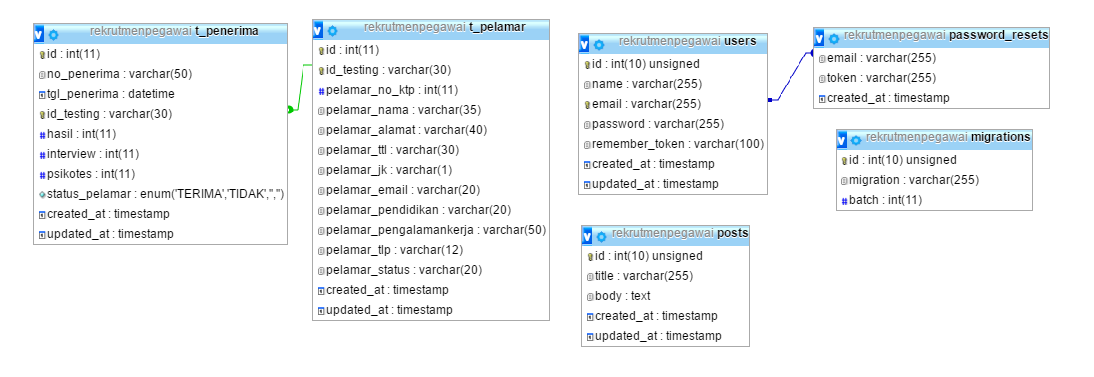 rekrutmenpegawai t_penerima
id : int(11)
no_penerima : varchar(50)
tgl_penerima : datetime
id_testing : varchar(30)
hasil : int(11)
interview : int(11)
psikotes : int(11)
status_pelamar : enum('TERIMA','TIDAK','','')
created_at : timestamp
updated_at : timestamp
rekrutmenpegawai t_pelamar
id : int(11)
id_testing : varchar(30)
pelamar_no_ktp : int(11)
pelamar_nama : varchar(35)
pelamar_alamat : varchar(40)
pelamar_ttl : varchar(30)
pelamar_jk : varchar(1)
pelamar_email : varchar(20)
pelamar_pendidikan : varchar(20)
pelamar_pengalamankerja : varchar(50)
pelamar_tlp : varchar(12)
pelamar_status : varchar(20)
created_at : timestamp
updated_at : timestamp
rekrutmenpegawai users
id : int(10) unsigned
name : varchar(255)
email : varchar(255)
password : varchar(255)
remember_token : varchar(100)
created_at : timestamp
updated_at : timestamp
rekrutmenpegawai password_resets
email : varchar(255)
token : varchar(255)
created_at : timestamp
rekrutmenpegawai migrations
id : int(10) unsigned
migration : varchar(255)
batch : int(11)
rekrutmenpegawai posts
id : int(10) unsigned
title : varchar(255)
body : text
created_at : timestamp
updated_at : timestamp